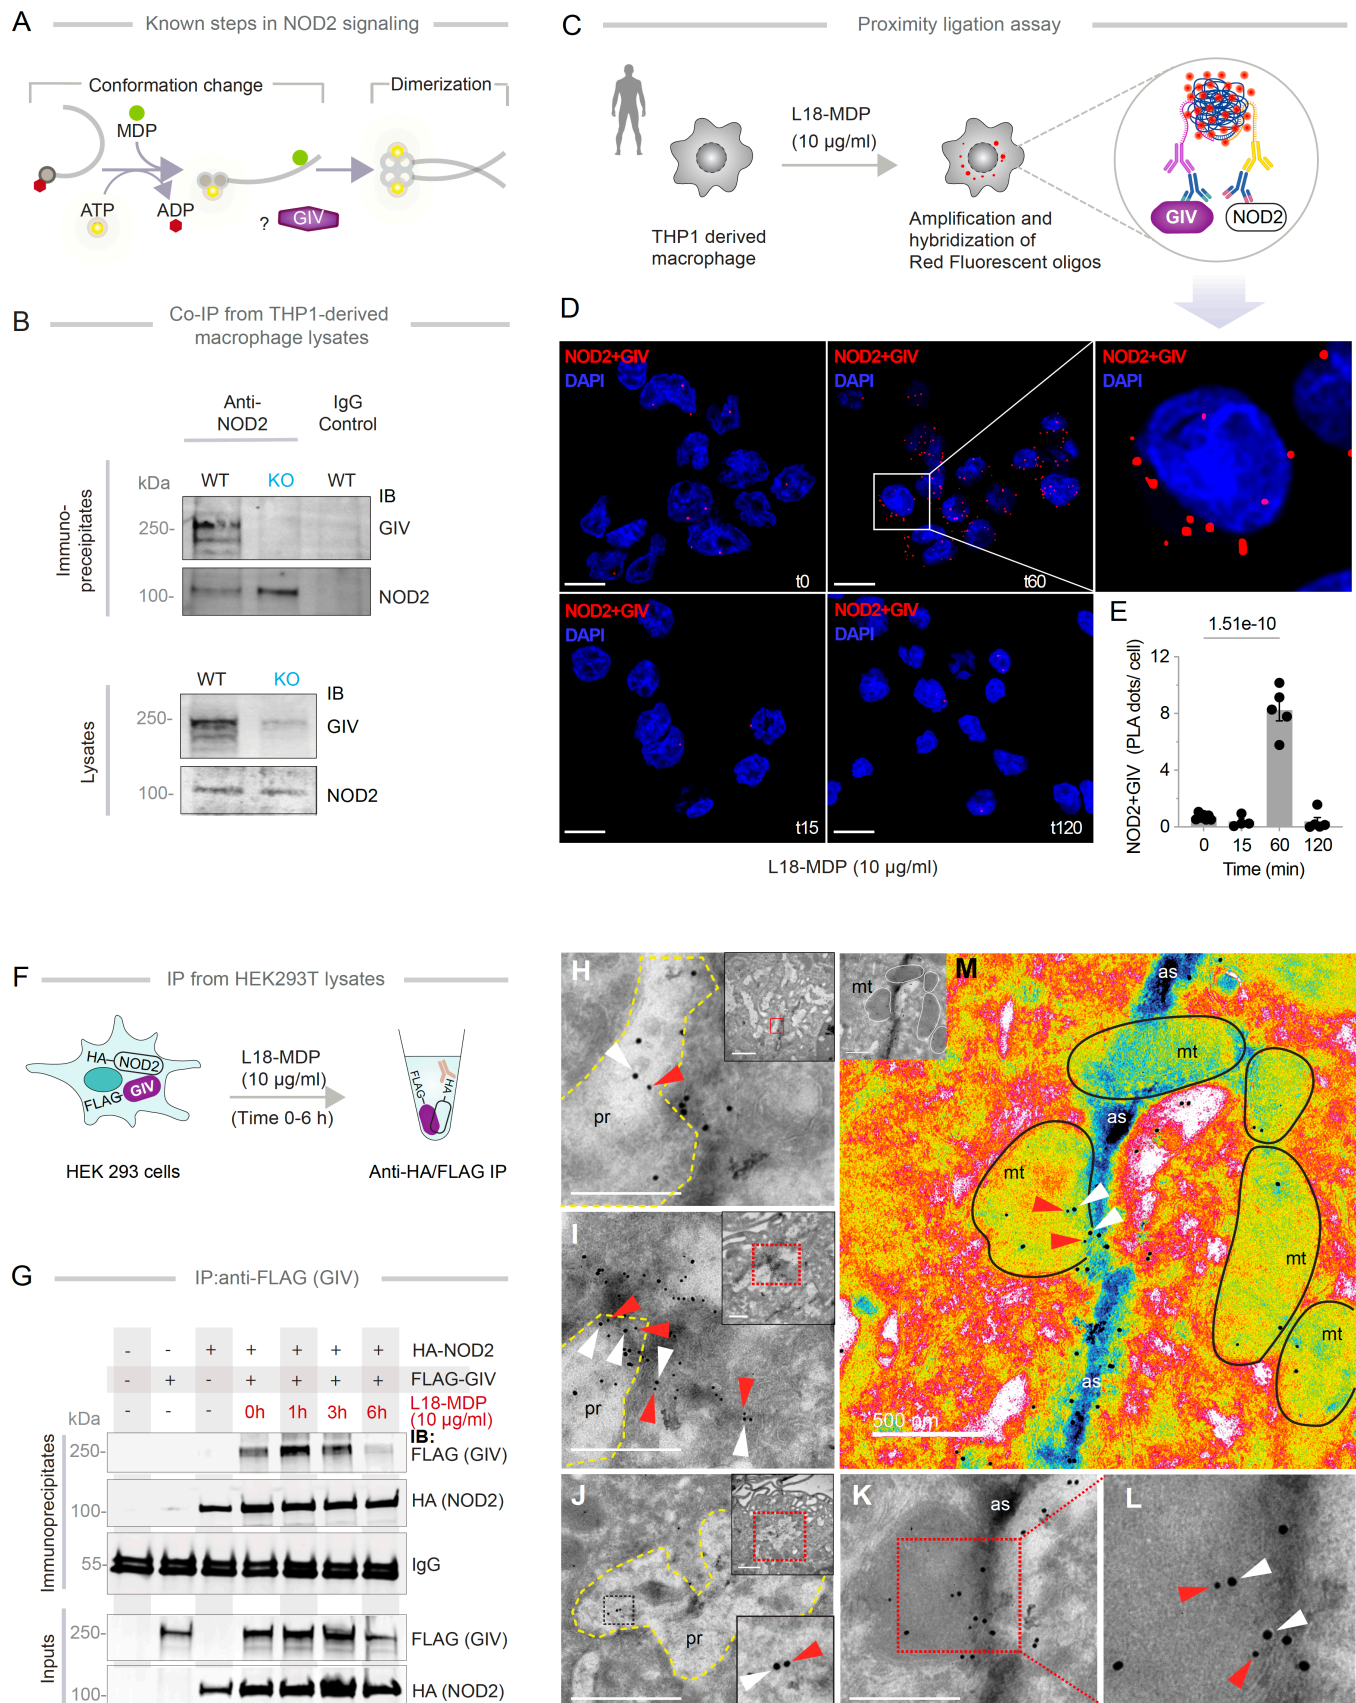 A
Known steps in NOD2 signaling
Conformation change
Dimerization
MDP
ATP
ADP
?
GIV
B
Co-IP from THP1-derived
macrophage lysates
Anti-
NOD2
IgG
Control
kDa
WT
KO
WT
IB
250-
GIV
100-
NOD2
Immuno-
preceipitates
WT
KO
IB
250-
GIV
100-
NOD2
Lysates
C
Proximity ligation assay
L18-MDP
(10 µg/ml)
THP1 derived
macrophage
Amplification and
hybridization of
Red Fluorescent oligos
GIV
NOD2
D
NOD2+GIV
DAPI
t0
NOD2+GIV
DAPI
t60
NOD2+GIV
DAPI
NOD2+GIV
DAPI
t15
NOD2+GIV
DAPI
t120
L18-MDP (10 µg/ml)
E
1.51e-10
NOD2+GIV (PLA dots/ cell)
12
8
4
0
0
15
60
120
Time (min)
F
IP from HEK293T lysates
HA
NOD2
GIV
FLAG
L18-MDP
(10 µg/ml)
(Time 0-6 h)
FLAG
HA
HEK 293 cells
Anti-HA/FLAG IP
G
IP:anti-FLAG (GIV)
- - + + + + + HA-NOD2
- + - + + + + FLAG-GIV
- - - 0h 1h 3h 6h L18-MDP
(10 µg/ml)
kDa
IB:
250-
FLAG (GIV)
100-
HA (NOD2)
55-
IgG
Immunoprecipitates
250-
FLAG (GIV)
100-
HA (NOD2)
Inputs
H
pr
I
pr
J
pr
K
as
L
M
mt
as
mt
as
mt
mt
mt
as
500 nm